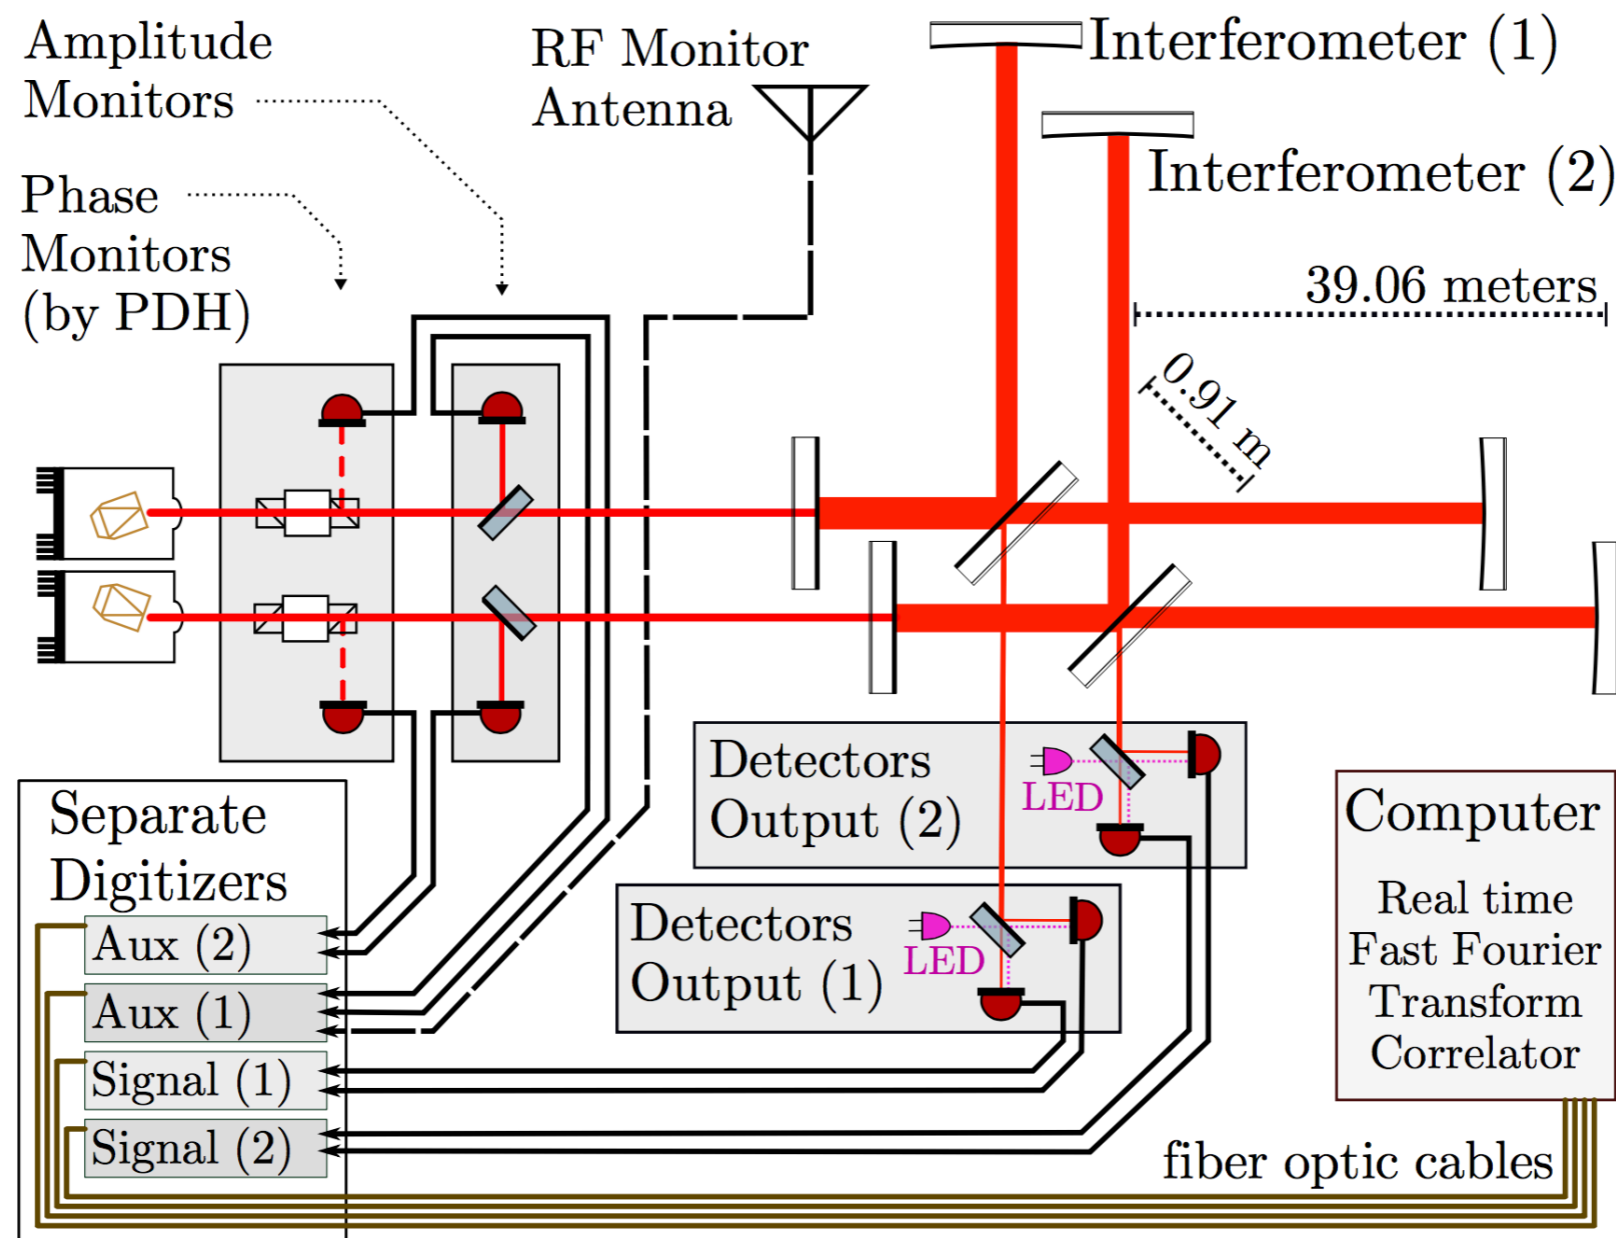 Amplitude
Monitors
RF Monitor
Antenna
Interferometer (1)
Interferometer (2)
Phase
Monitors
(by PDH)
39.06 meters
0.91 m
Detectors
Output (2)
LED
Detectors
Output (1)
LED
Separate
Digitizers
Aux (2)
Aux (1)
Signal (1)
Signal (2)
Computer
Real time
Fast Fourier
Transform
Correlator
fiber optic cables